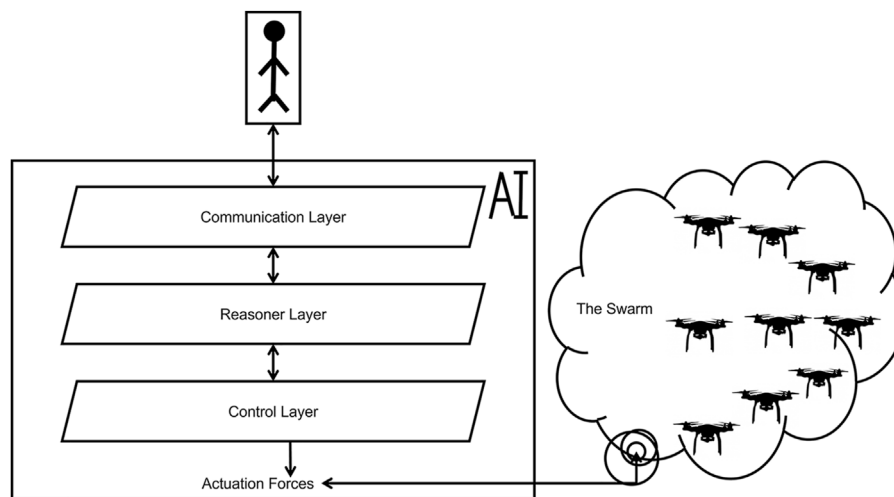 AI
Communication Layer
Reasoner Layer
The Swarm
Control Layer
Actuation Forces